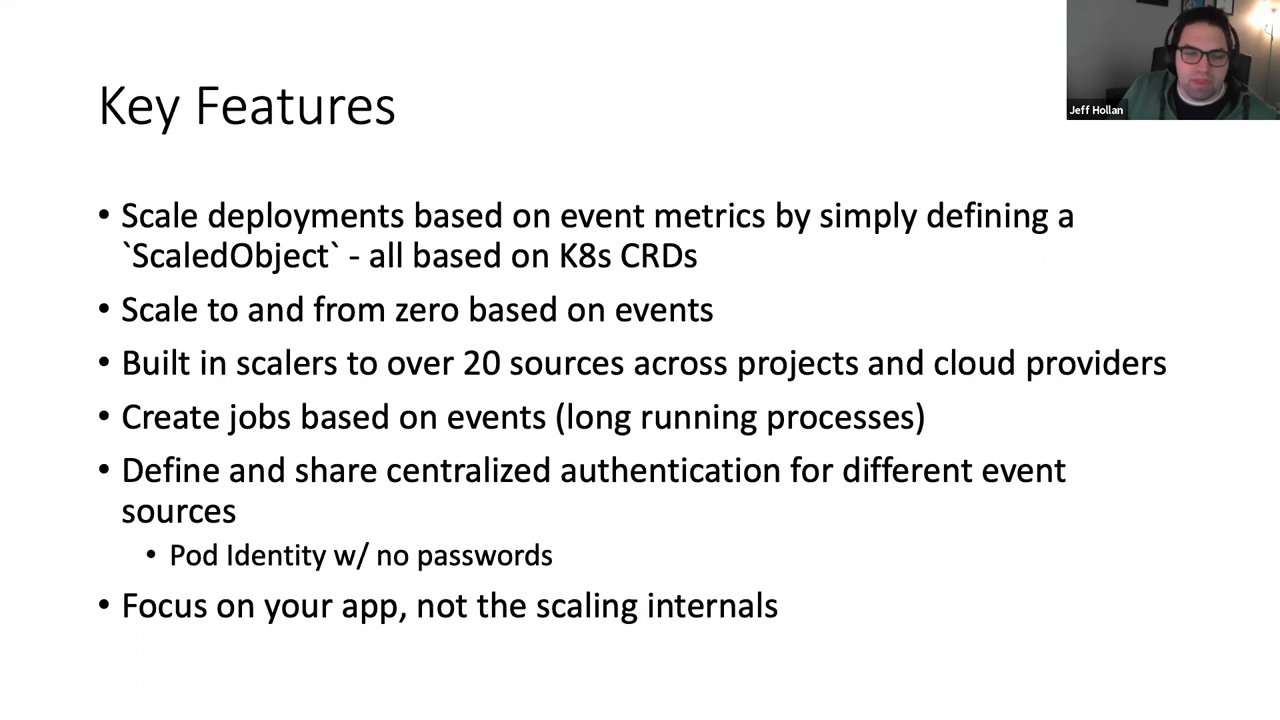 Jeff Hollan
Key Features
• Scale deployments based on event metrics by simply defining a
`ScaledObject` - all based on K8s CRDs
• Scale to and from zero based on events
• Built in scalers to over 20 sources across projects and cloud providers
• Create jobs based on events (long running processes)
• Define and share centralized authentication for different event
sources
• Pod Identity w/ no passwords
• Focus on your app, not the scaling internals